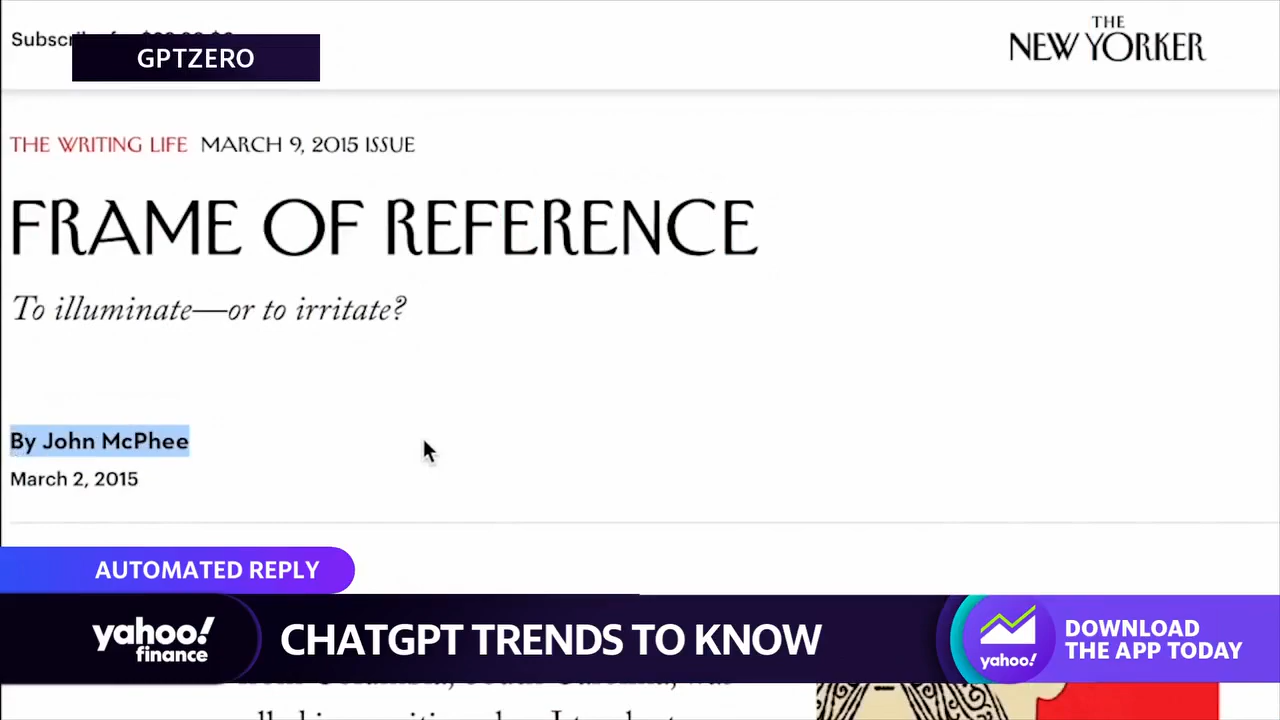 Subscri
GPTZERO
THE
NEW YORKER
THE WRITING LIFE MARCH 9, 2015 ISSUE
FRAME OF REFERENCE
To illuminate—or to irritate?
By John McPhee
March 2, 2015
AUTOMATED REPLY
yahoo!
finance
CHATGPT TRENDS TO KNOW
yahoo!
DOWNLOAD
THE APP TODAY